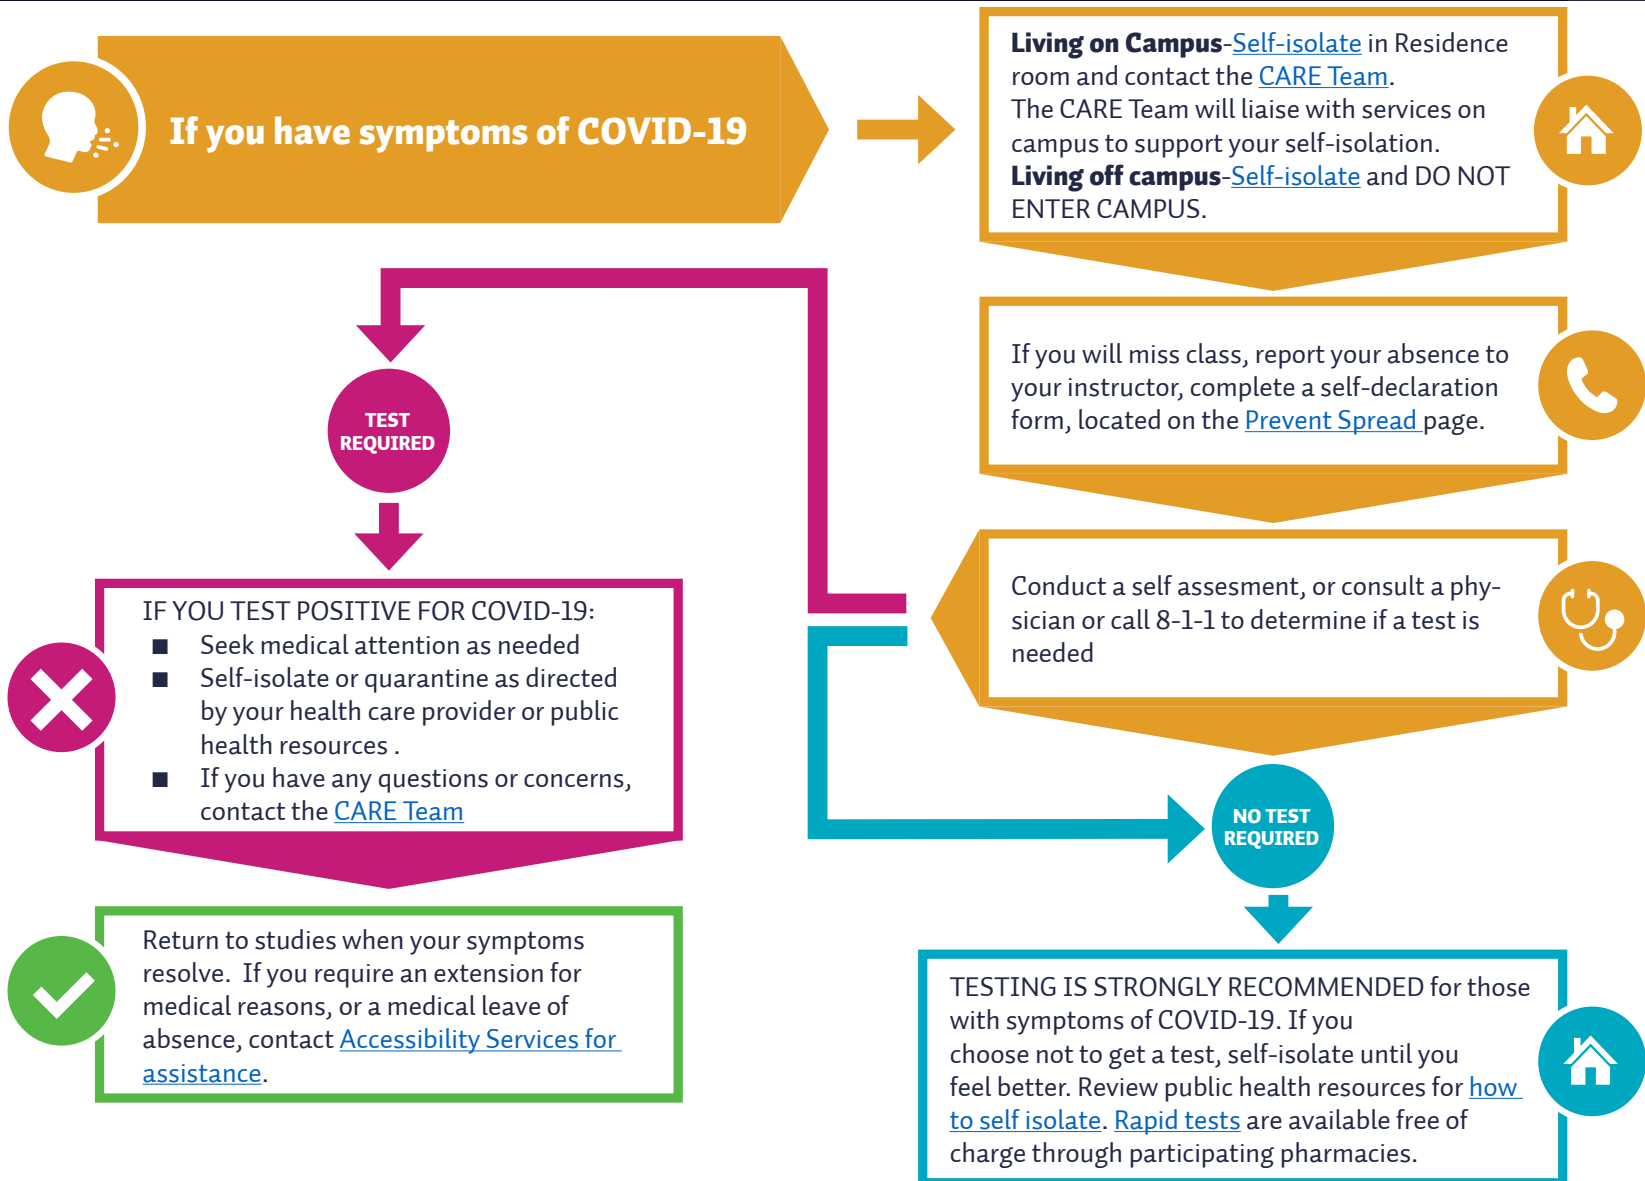 If you have symptoms of COVID-19
Living on Campus-Self-isolate in Residence
room and contact the CARE Team.
The CARE Team will liaise with services on
campus to support your self-isolation.
Living off campus-Self-isolate and DO NOT
ENTER CAMPUS.
If you will miss class, report your absence to
your instructor, complete a self-declaration
form, located on the Prevent Spread page.
Conduct a self assesment, or consult a phy-
sician or call 8-1-1 to determine if a test is
needed
TEST
REQUIRED
IF YOU TEST POSITIVE FOR COVID-19:
■ Seek medical attention as needed
■ Self-isolate or quarantine as directed
by your health care provider or public
health resources .
■ If you have any questions or concerns,
contact the CARE Team
Return to studies when your symptoms
resolve.  If you require an extension for
medical reasons, or a medical leave of
absence, contact Accessibility Services for
assistance.
NO TEST
REQUIRED
TESTING IS STRONGLY RECOMMENDED for those
with symptoms of COVID-19. If you
choose not to get a test, self-isolate until you
feel better. Review public health resources for how
to self isolate. Rapid tests are available free of
charge through participating pharmacies.